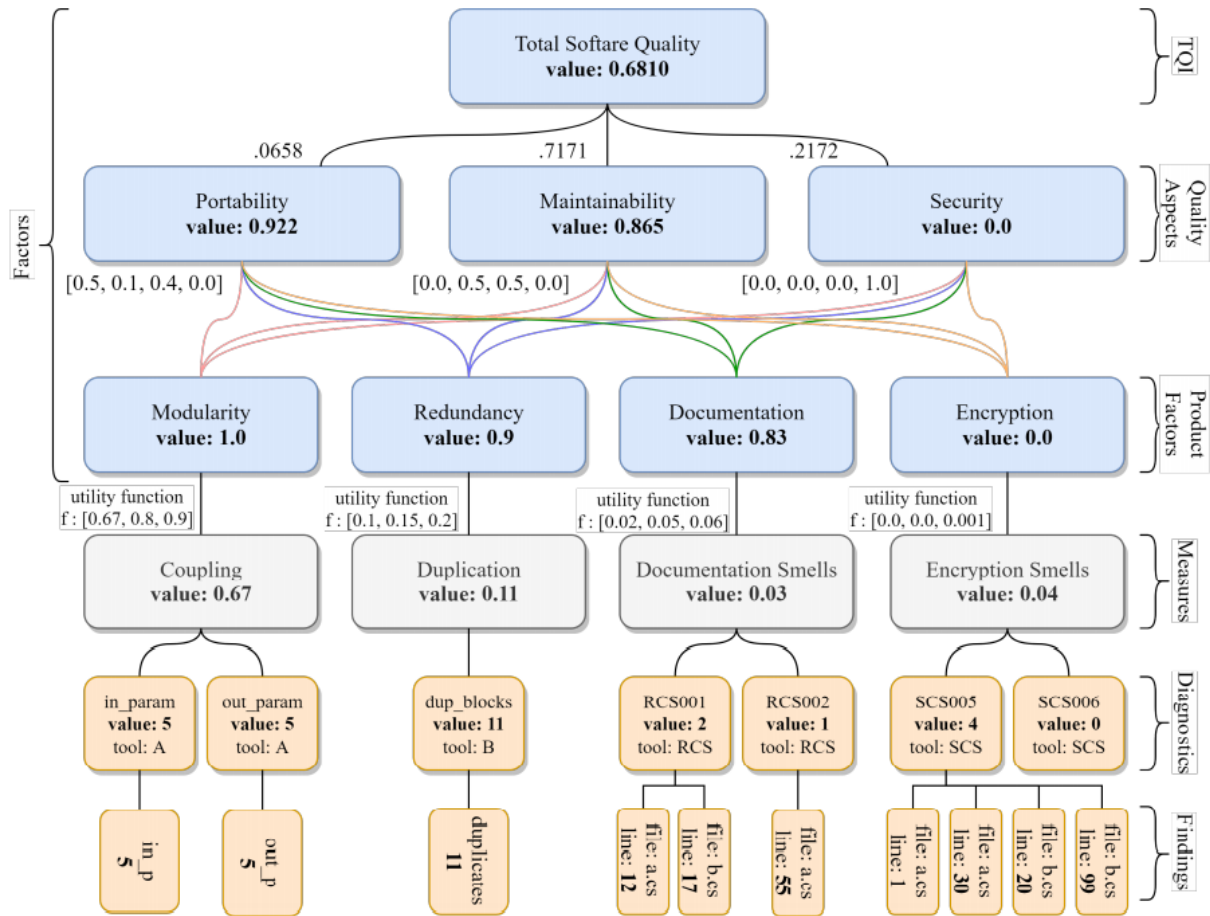 Total Softare Quality
value: 0.6810
TQI
.0658
.7171
.2172
Portability
value: 0.922
Maintainability
value: 0.865
Security
value: 0.0
Quality
Aspects
Factors
[0.5, 0.1, 0.4, 0.0]
[0.0, 0.5, 0.5, 0.0]
[0.0, 0.0, 0.0, 1.0]
Modularity
value: 1.0
Redundancy
value: 0.9
Documentation
value: 0.83
Encryption
value: 0.0
Product
Factors
utility function
f : [0.67, 0.8, 0.9]
utility function
f : [0.1, 0.15, 0.2]
utility function
f : [0.02, 0.05, 0.06]
utility function
f : [0.0, 0.0, 0.001]
Coupling
value: 0.67
Duplication
value: 0.11
Documentation Smells
value: 0.03
Encryption Smells
value: 0.04
Measures
in_param
value: 5
tool: A
out_param
value: 5
tool: A
dup_blocks
value: 11
tool: B
RCS001
value: 2
tool: RCS
RCS002
value: 1
tool: RCS
SCS005
value: 4
tool: SCS
SCS006
value: 0
tool: SCS
Diagnostics
in_p
5
out_p
5
duplicates
11
file: a.cs
line: 12
file: b.cs
line: 17
file: a.cs
line: 55
file: a.cs
line: 1
file: a.cs
line: 30
file: b.cs
line: 20
file: b.cs
line: 99
Findings